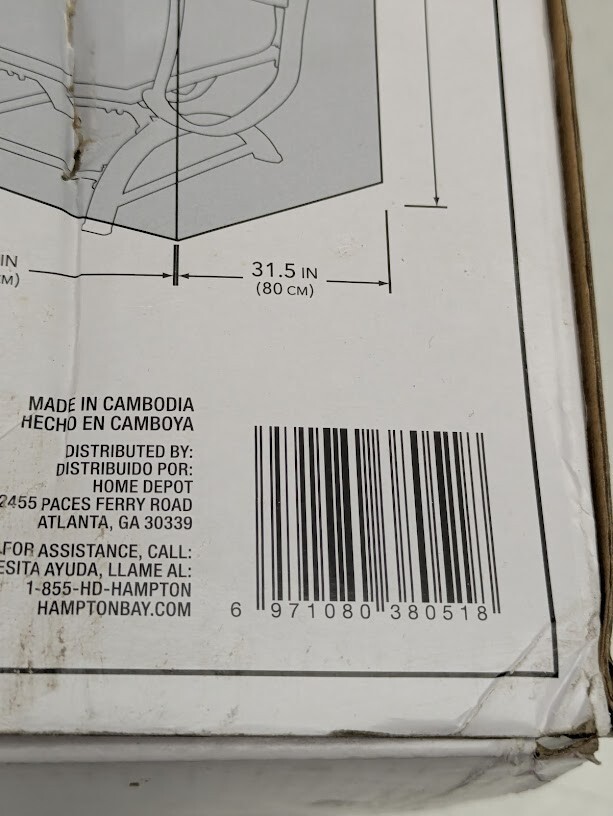 IN
31.5 IN
(80 CM)
MADE IN CAMBODIA
HECHO EN CAMBOYA
DISTRIBUTED BY:
DISTRIBUIDO POR:
HOME DEPOT
2455 PACES FERRY ROAD
ATLANTA, GA 30339
FOR ASSISTANCE, CALL:
AYUDA, LLAME AL:
1-855-HD-HAMPTON
HAMPTONBAY.COM
6 971080 380518